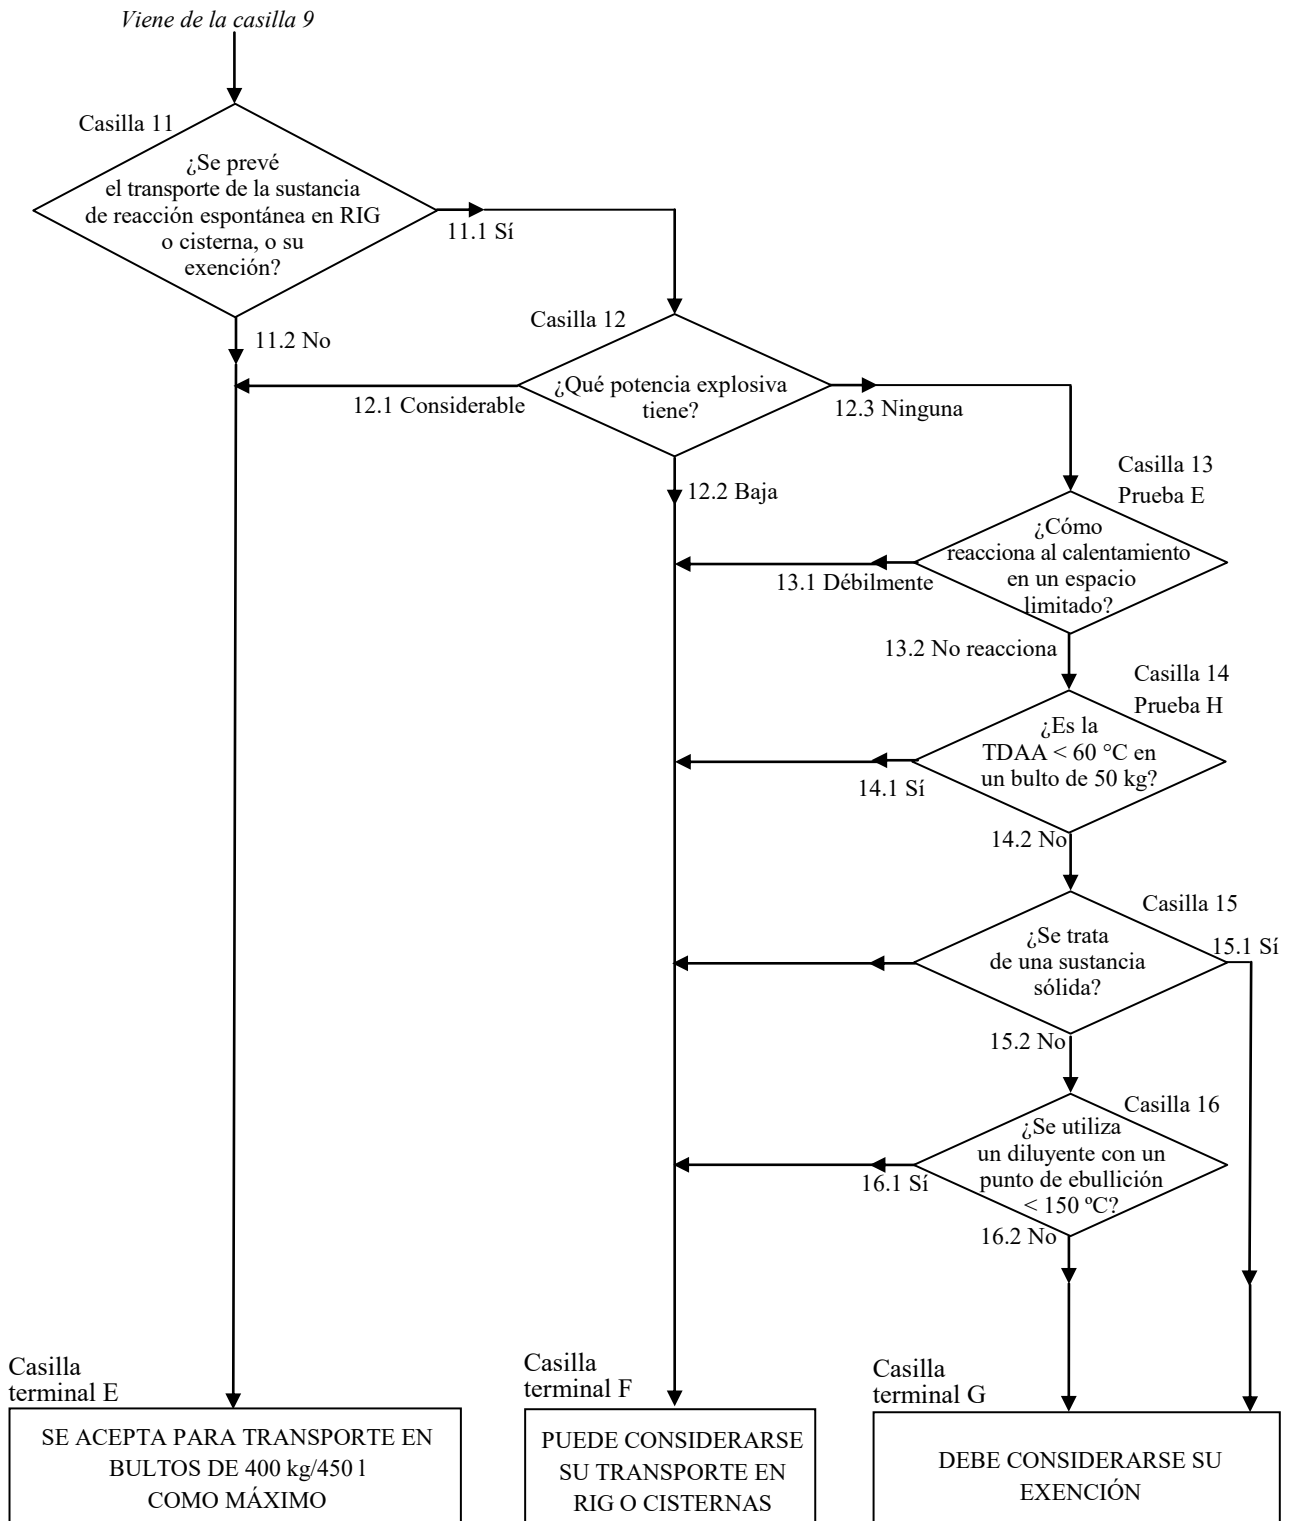 Viene de la casilla 9
Casilla 11
¿Se prevé
el transporte de la sustancia
de reacción espontánea en RIG
o cisterna, o su
exención?
11.1 Sí
11.2 No
Casilla 12
¿Qué potencia explosiva
tiene?
12.1 Considerable
12.3 Ninguna
12.2 Baja
Casilla 13
Prueba E
¿Cómo
reacciona al calentamiento
en un espacio
limitado?
13.1 Débilmente
13.2 No reacciona
Casilla 14
Prueba H
¿Es la
TDAA < 60 °C en
un bulto de 50 kg?
14.1 Sí
14.2 No
Casilla 15
¿Se trata
de una sustancia
sólida?
15.1 Sí
15.2 No
Casilla 16
¿Se utiliza
un diluyente con un
punto de ebullición
< 150 ºC?
16.1 Sí
16.2 No
Casilla
terminal E
SE ACEPTA PARA TRANSPORTE EN
BULTOS DE 400 kg/450 l
COMO MÁXIMO
Casilla
terminal F
PUEDE CONSIDERARSE
SU TRANSPORTE EN
RIG O CISTERNAS
Casilla
terminal G
DEBE CONSIDERARSE SU
EXENCIÓN